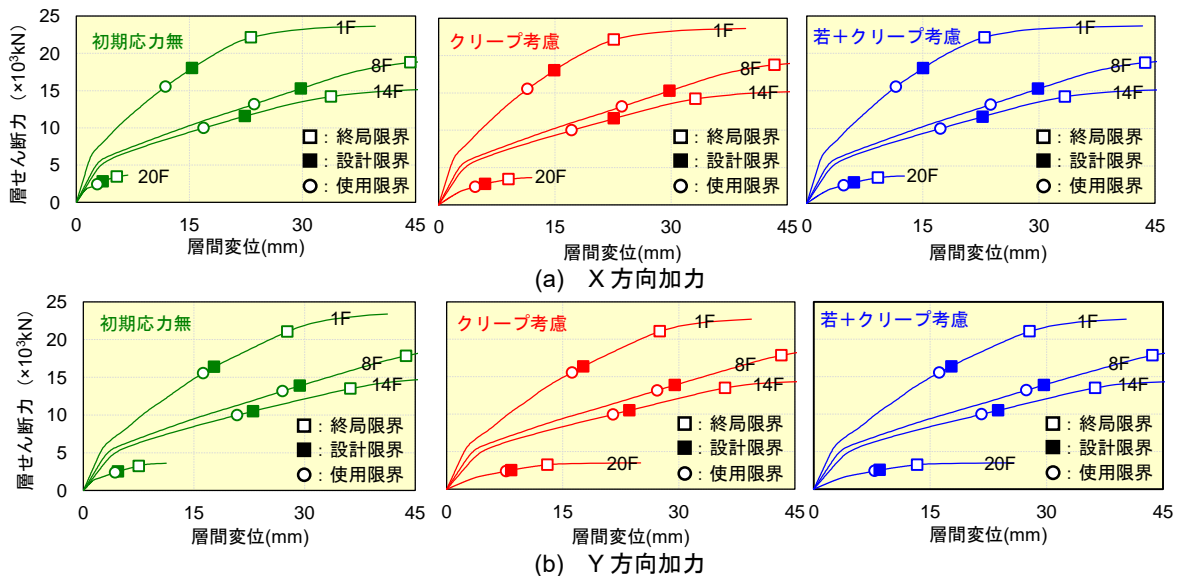 層せん断力（×10³kN）
25
20
15
10
5
0
初期応力無
1F
8F
14F
20F
□：終局限界
■：設計限界
○：使用限界
0 15 30 45
層間変位(mm)
クリープ考慮
1F
8F
14F
20F
□：終局限界
■：設計限界
○：使用限界
0 15 30 45
層間変位(mm)
若＋クリープ考慮
1F
8F
14F
20F
□：終局限界
■：設計限界
○：使用限界
0 15 30 45
層間変位(mm)
(a) X 方向加力
層せん断力（×10³kN）
25
20
15
10
5
0
初期応力無
1F
8F
14F
20F
□：終局限界
■：設計限界
○：使用限界
0 15 30 45
層間変位(mm)
クリープ考慮
1F
8F
14F
20F
□：終局限界
■：設計限界
○：使用限界
0 15 30 45
層間変位(mm)
若＋クリープ考慮
1F
8F
14F
20F
□：終局限界
■：設計限界
○：使用限界
0 15 30 45
層間変位(mm)
(b) Y 方向加力